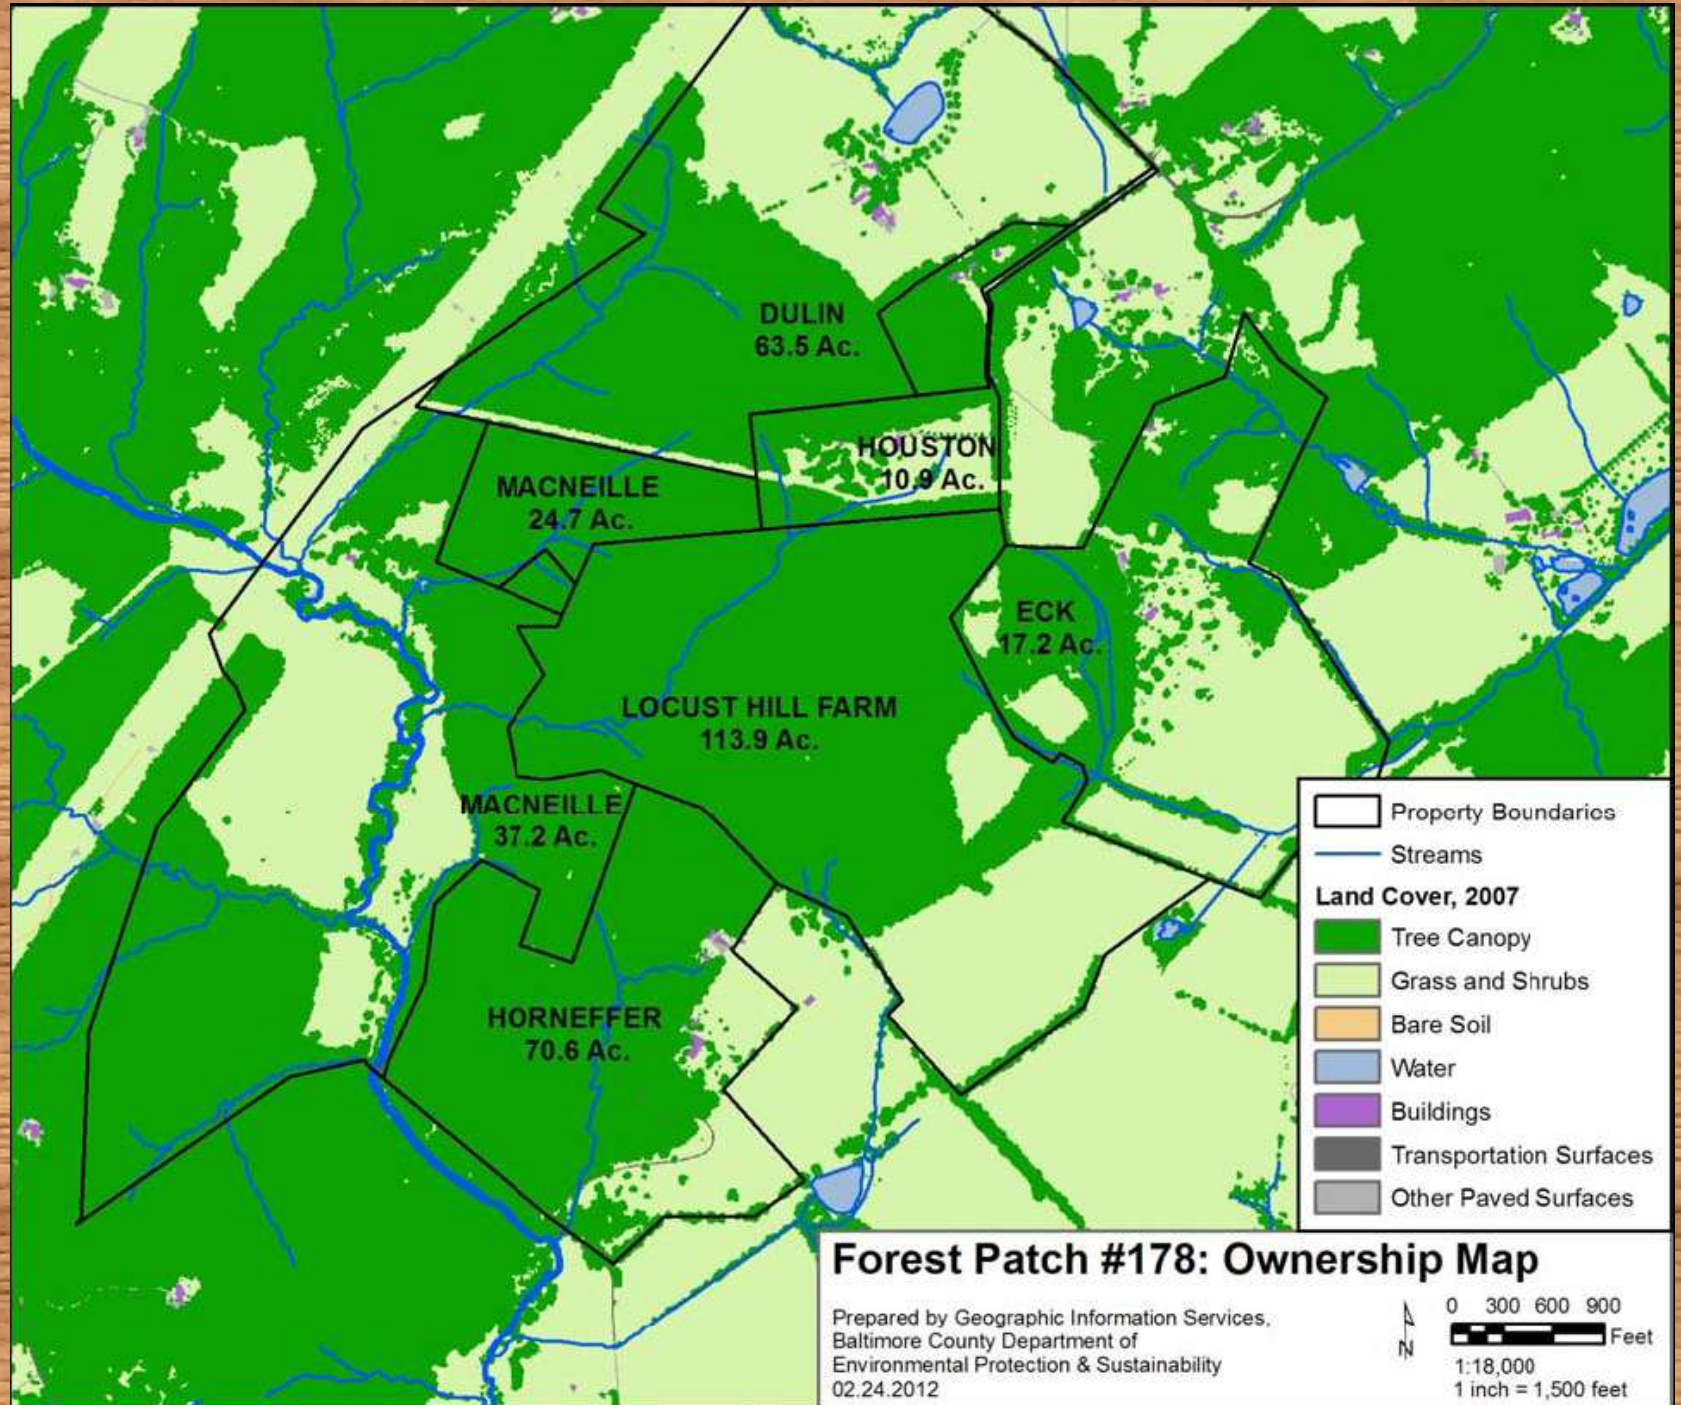 DULIN
63.5 Ac.
HOUSTON
10.9 Ac.
MACNEILLE
24.7 Ac.
ECK
17.2 Ac.
LOCUST HILL FARM
113.9 Ac.
MACNEILLE
37.2 Ac.
HORNEFFER
70.6 Ac.
Property Boundaries
Streams
Land Cover, 2007
Tree Canopy
Grass and Shrubs
Bare Soil
Water
Buildings
Transportation Surfaces
Other Paved Surfaces
Forest Patch #178: Ownership Map
Prepared by Geographic Information Services,
Baltimore County Department of
Environmental Protection & Sustainability
02.24.2012
N
0 300 600 900
Feet
1:18,000
1 inch = 1,500 feet